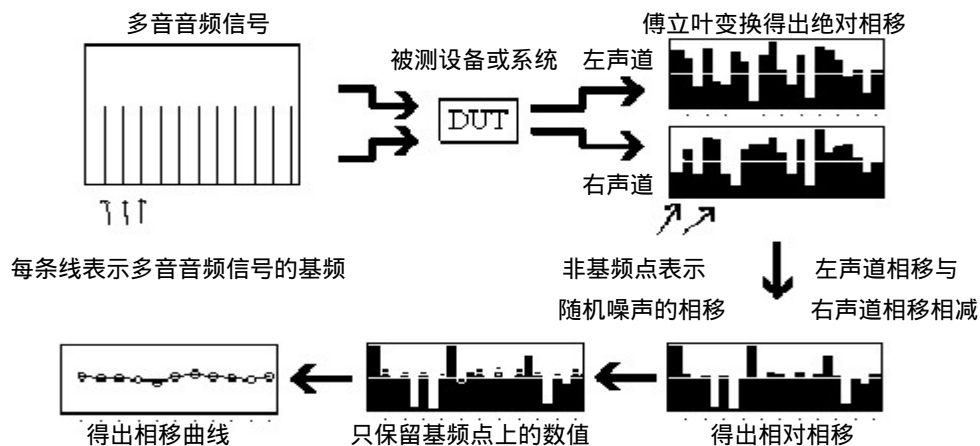 多音音频信号
傅立叶变换得出绝对相移
被测设备或系统
左声道
DUT
右声道
每条线表示多音音频信号的基频
非基频点表示
随机噪声的相移
左声道相移与
右声道相移相减
得出相移曲线
只保留基频点上的数值
得出相对相移